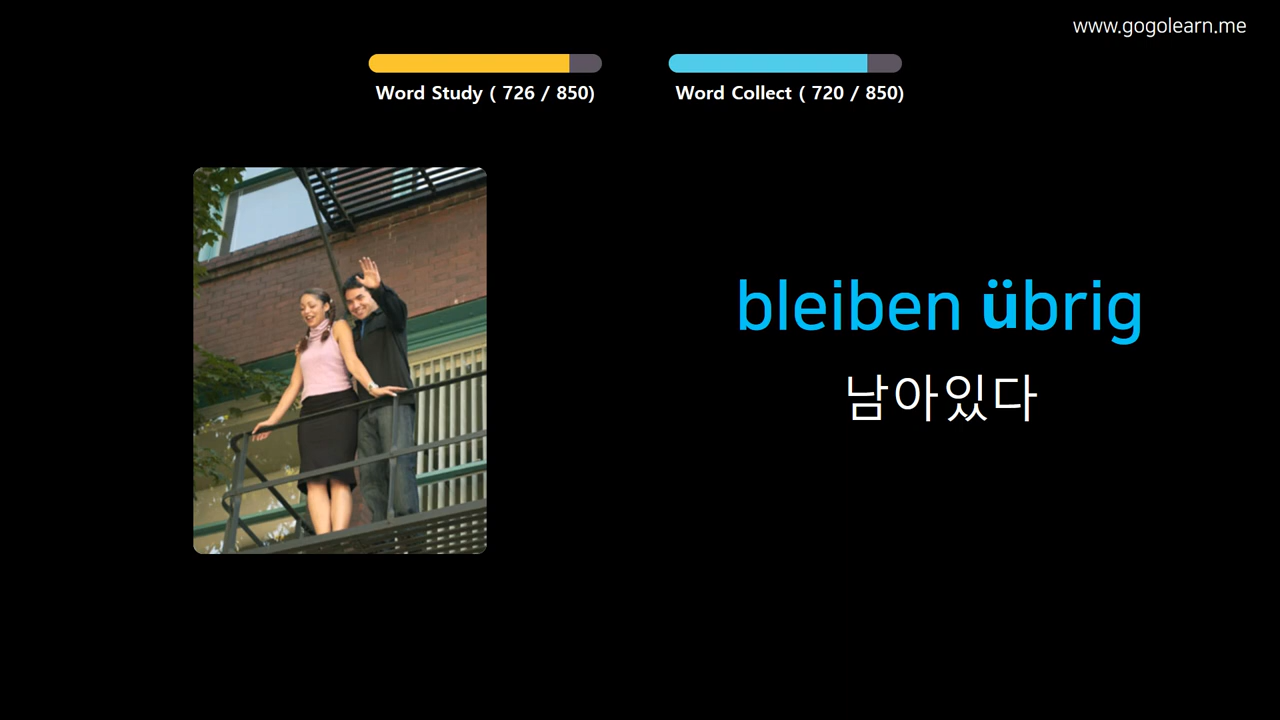 www.gogolearn.me
Word Study ( 726 / 850)
Word Collect ( 720 / 850)
bleiben übrig
남아있다